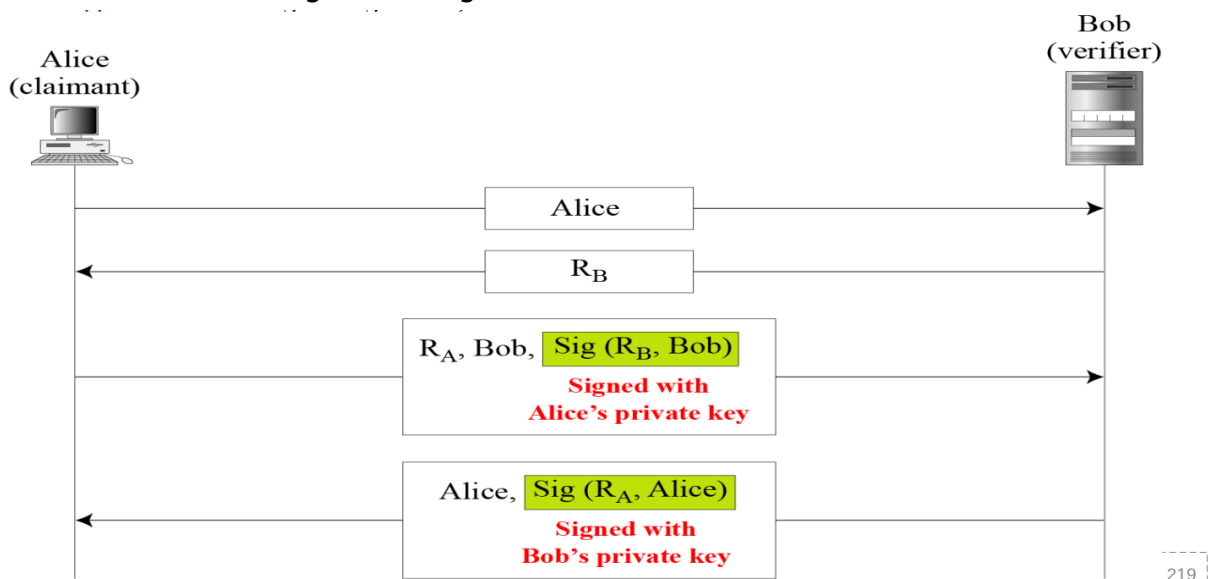 Alice
(claimant)
Bob
(verifier)
Alice
R_B
R_A, Bob, Sig (R_B, Bob)
Signed with
Alice's private key
Alice, Sig (R_A, Alice)
Signed with
Bob's private key
219